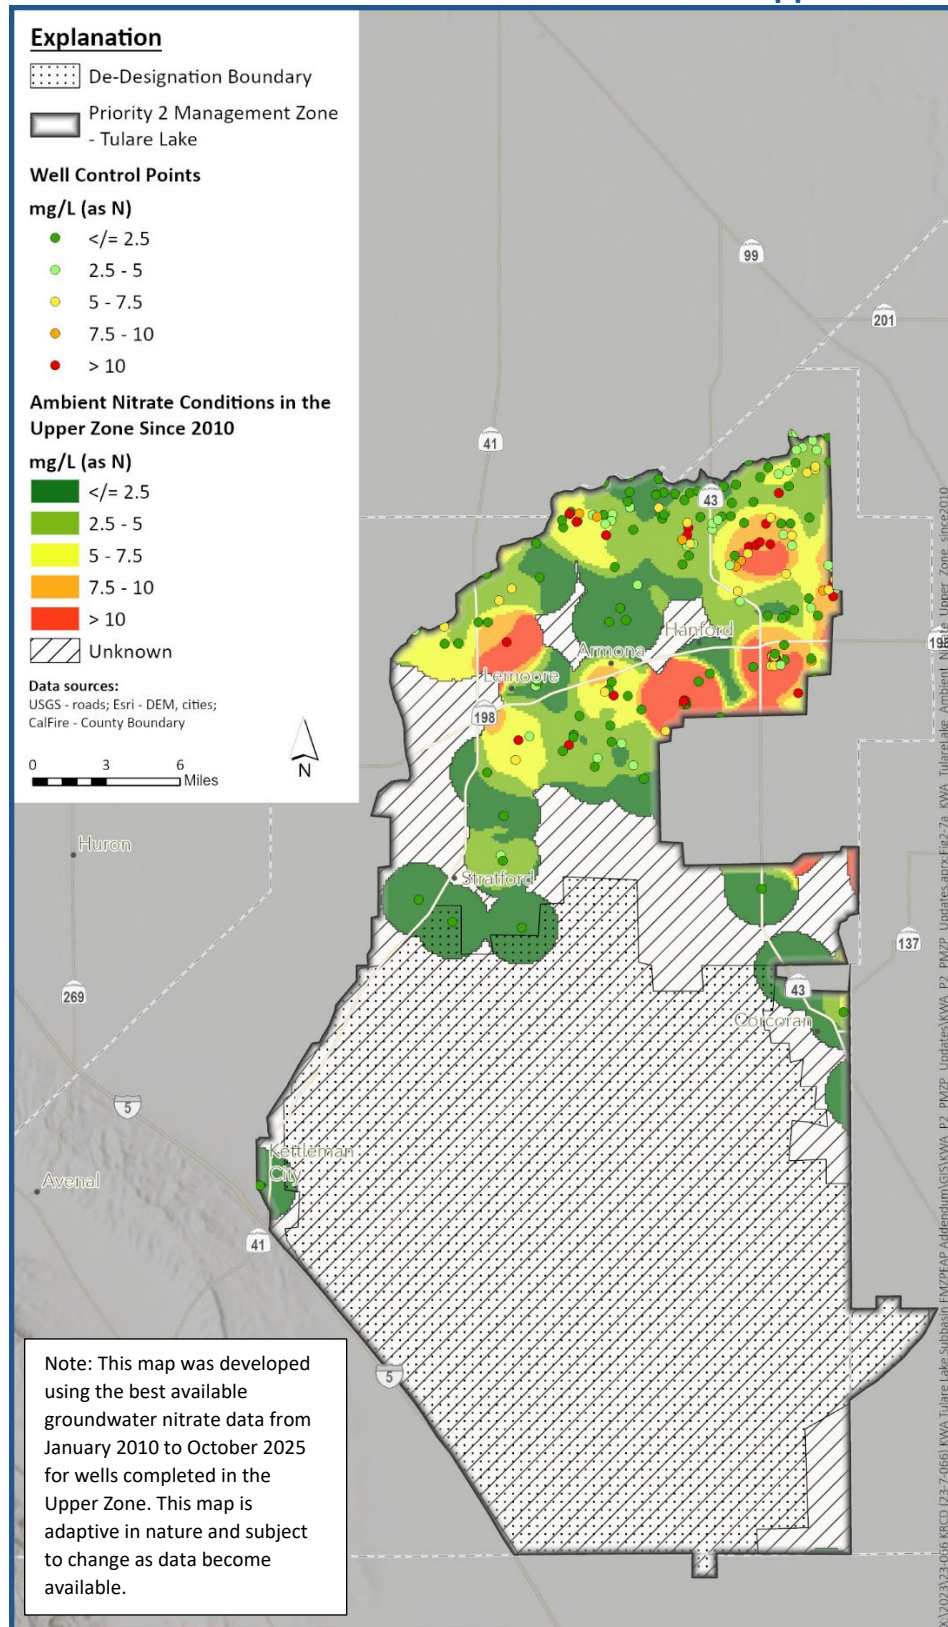 Explanation
De-Designation Boundary
Priority 2 Management Zone
- Tulare Lake
Well Control Points
mg/L (as N)
</= 2.5
2.5 - 5
5 - 7.5
7.5 - 10
> 10
Ambient Nitrate Conditions in the
Upper Zone Since 2010
mg/L (as N)
</= 2.5
2.5 - 5
5 - 7.5
7.5 - 10
> 10
Unknown
Data sources:
USGS - roads; Esri - DEM, cities;
CalFire - County Boundary
0 3 6
Miles
N
99
201
41
43
198
Hanford
Armona
Lemoore
198
Huron
Stratford
137
269
43
Corcoran
5
Kettleman
City
Avenal
41
5
Note: This map was developed
using the best available
groundwater nitrate data from
January 2010 to October 2025
for wells completed in the
Upper Zone. This map is
adaptive in nature and subject
to change as data become
available.